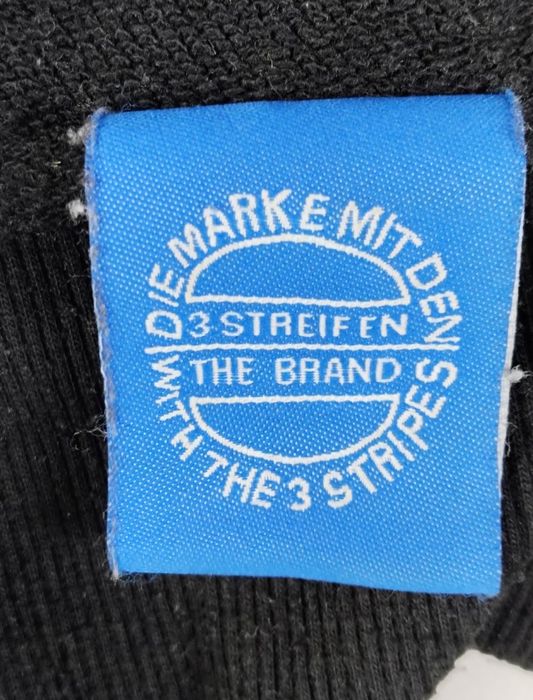 DIE MARKE MIT DEN
3 STREIFEN
THE BRAND
WITH THE 3 STRIPES